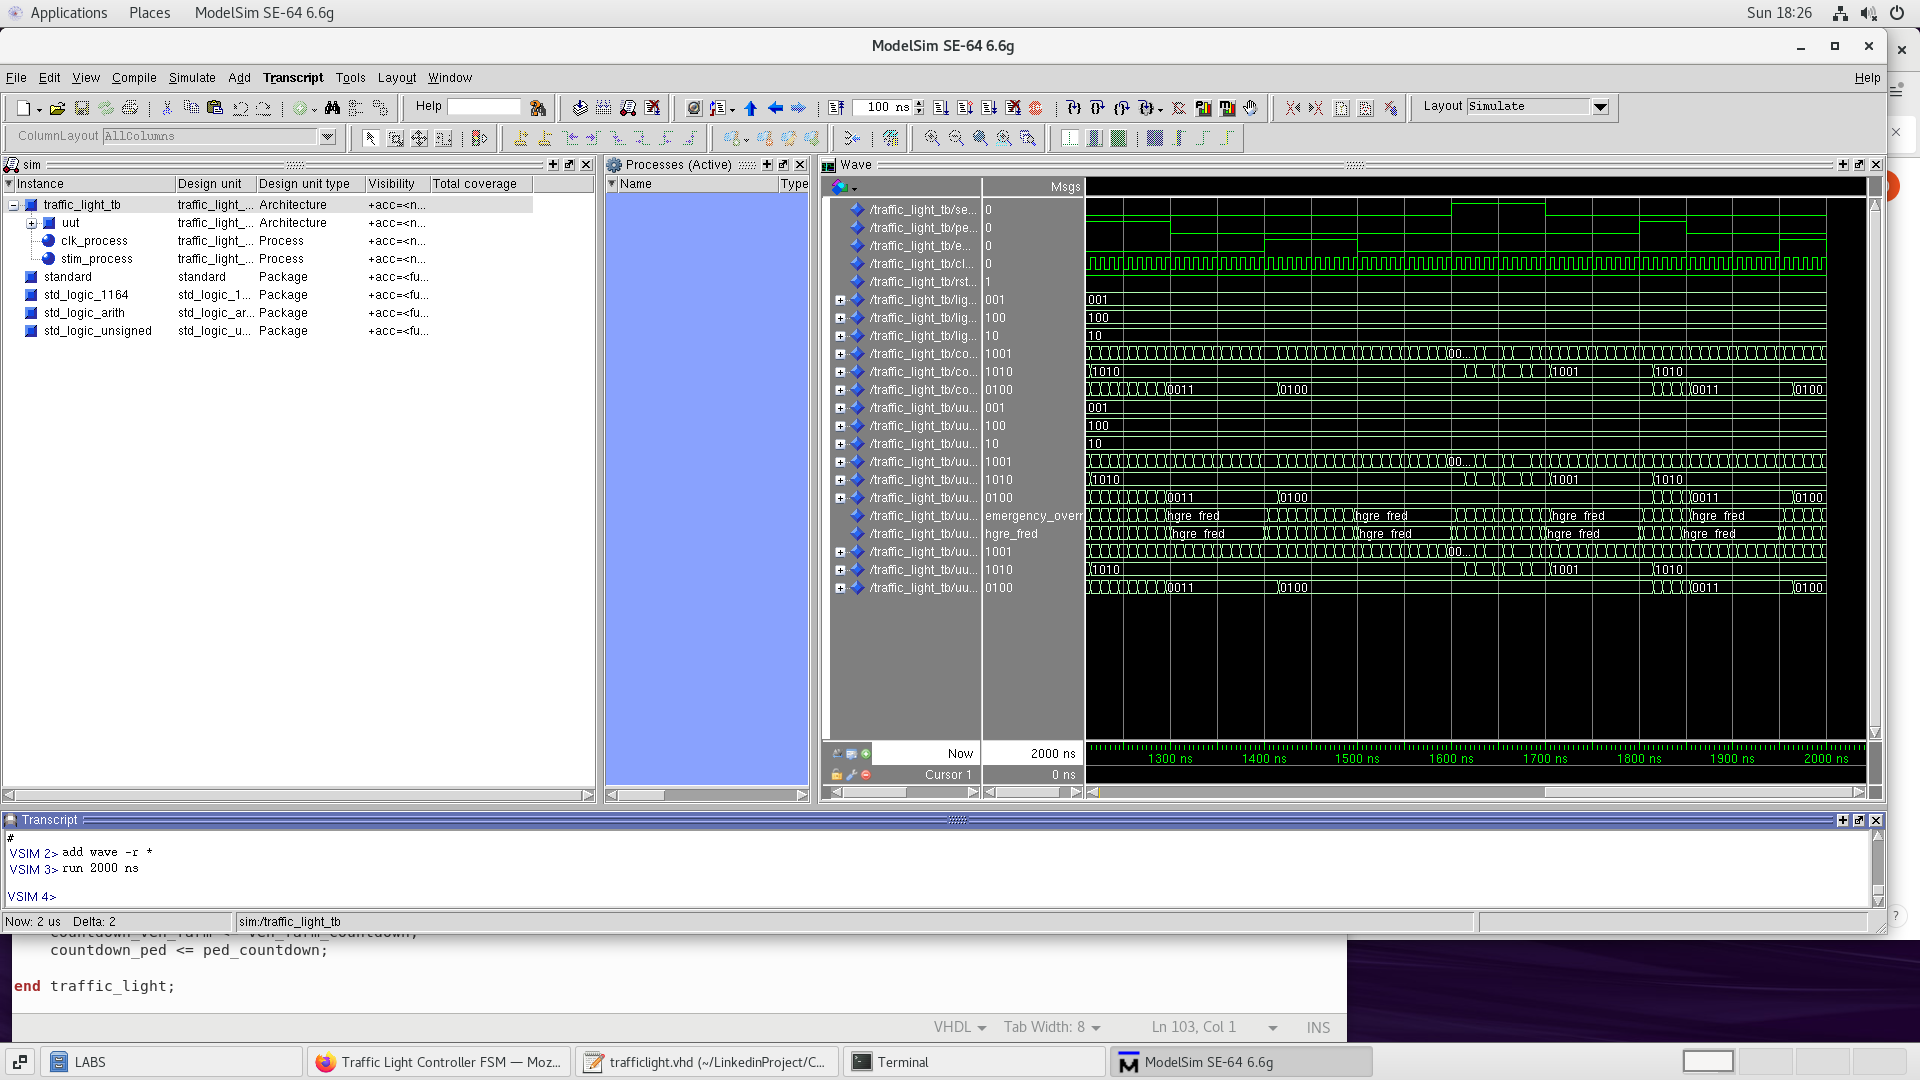 Applications Places ModelSim SE-64 6.6g Sun 18:26
ModelSim SE-64 6.6g
File Edit View Compile Simulate Add Transcript Tools Layout Window Help
Help 100 ns Layout Simulate
ColumnLayout AllColumns
sim
Instance Design unit Design unit type Visibility Total coverage
traffic_light_tb traffic_light_... Architecture +acc=<n...
uut traffic_light_... Architecture +acc=<n...
clk_process traffic_light_... Process +acc=<n...
stim_process traffic_light_... Process +acc=<n...
standard standard Package +acc=<fu...
std_logic_1164 std_logic_1... Package +acc=<fu...
std_logic_arith std_logic_ar... Package +acc=<fu...
std_logic_unsigned std_logic_u... Package +acc=<fu...
Processes (Active)
Name Type
Wave
Msgs
/traffic_light_tb/se... 0
/traffic_light_tb/pe... 0
/traffic_light_tb/e... 0
/traffic_light_tb/cl... 0
/traffic_light_tb/rst... 1
/traffic_light_tb/lig... 001 001
/traffic_light_tb/lig... 100 100
/traffic_light_tb/lig... 10 10
/traffic_light_tb/co... 1001 00...
/traffic_light_tb/co... 1010 1010 1001 1010
/traffic_light_tb/co... 0100 0011 0100 0011 0100
/traffic_light_tb/uu... 001 001
/traffic_light_tb/uu... 100 100
/traffic_light_tb/uu... 10 10
/traffic_light_tb/uu... 1001 00...
/traffic_light_tb/uu... 1010 1010 1001 1010
/traffic_light_tb/uu... 0100 0011 0100 0011 0100
/traffic_light_tb/uu... emergency_overr hgre_fred hgre_fred hgre_fred hgre_fred
/traffic_light_tb/uu... hgre_fred hgre_fred hgre_fred hgre_fred hgre_fred
/traffic_light_tb/uu... 1001 00...
/traffic_light_tb/uu... 1010 1010 1001 1010
/traffic_light_tb/uu... 0100 0011 0100 0011 0100
Now 2000 ns
Cursor 1 0 ns
1300 ns 1400 ns 1500 ns 1600 ns 1700 ns 1800 ns 1900 ns 2000 ns
Transcript
#
VSIM 2> add wave -r *
VSIM 3> run 2000 ns
VSIM 4>
Now: 2 us Delta: 2 sim:/traffic_light_tb
countdown_ped <= ped_countdown;
end traffic_light;
VHDL Tab Width: 8 Ln 103, Col 1 INS
LABS Traffic Light Controller FSM — Moz... trafficlight.vhd (~/LinkedinProject/C... Terminal ModelSim SE-64 6.6g